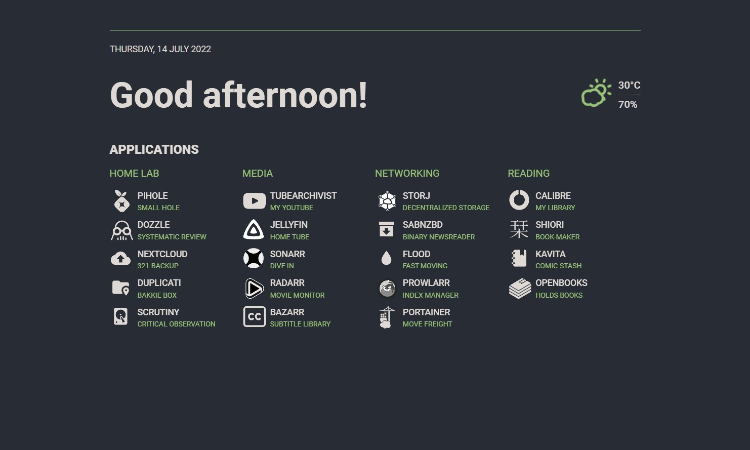 THURSDAY, 14 JULY 2022
Good afternoon!
30°C
70%
APPLICATIONS
HOME LAB
PIHOLE
SMALL HOLE
DOZZLE
SYSTEMATIC REVIEW
NEXTCLOUD
321 BACKUP
DUPLICATI
BAKKIE BOX
SCRUTINY
CRITICAL OBSERVATION
MEDIA
TUBEARCHIVIST
MY YOUTUBE
JELLYFIN
HOME TUBE
SONARR
DIVE IN
RADARR
MOVIE MONITOR
CC
BAZARR
SUBTITLE LIBRARY
NETWORKING
STORJ
DECENTRALIZED STORAGE
SABNZBD
BINARY NEWSREADER
FLOOD
FAST MOVING
PROWLARR
INDEX MANAGER
PORTAINER
MOVE FREIGHT
READING
CALIBRE
MY LIBRARY
栞
SHIORI
BOOK MAKER
KAVITA
COMIC STASH
OPENBOOKS
HOLDS BOOKS